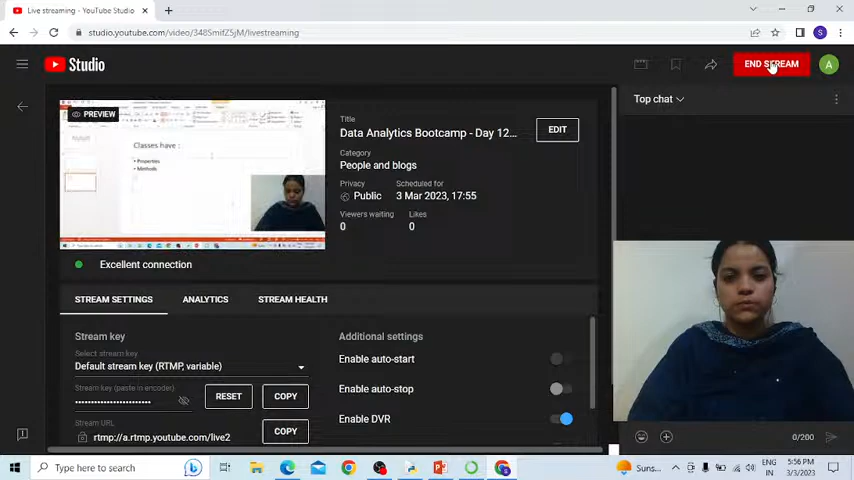 Live streaming - YouTube Studio
studio.youtube.com/video/348SmifZ5jM/livestreaming
S
Studio
END STREAM
A
PREVIEW
Classes have :
• Properties
• Methods
Title
Data Analytics Bootcamp - Day 12...
EDIT
Category
People and blogs
Privacy
Scheduled for
Public
3 Mar 2023, 17:55
Viewers waiting
Likes
0
0
Excellent connection
Top chat
STREAM SETTINGS
ANALYTICS
STREAM HEALTH
Stream key
Select stream key
Default stream key (RTMP, variable)
Stream key (paste in encoder)
RESET
COPY
Stream URL
rtmp://a.rtmp.youtube.com/live2
COPY
Additional settings
Enable auto-start
Enable auto-stop
Enable DVR
0/200
Type here to search
Suns...
ENG
IN
5:56 PM
3/3/2023